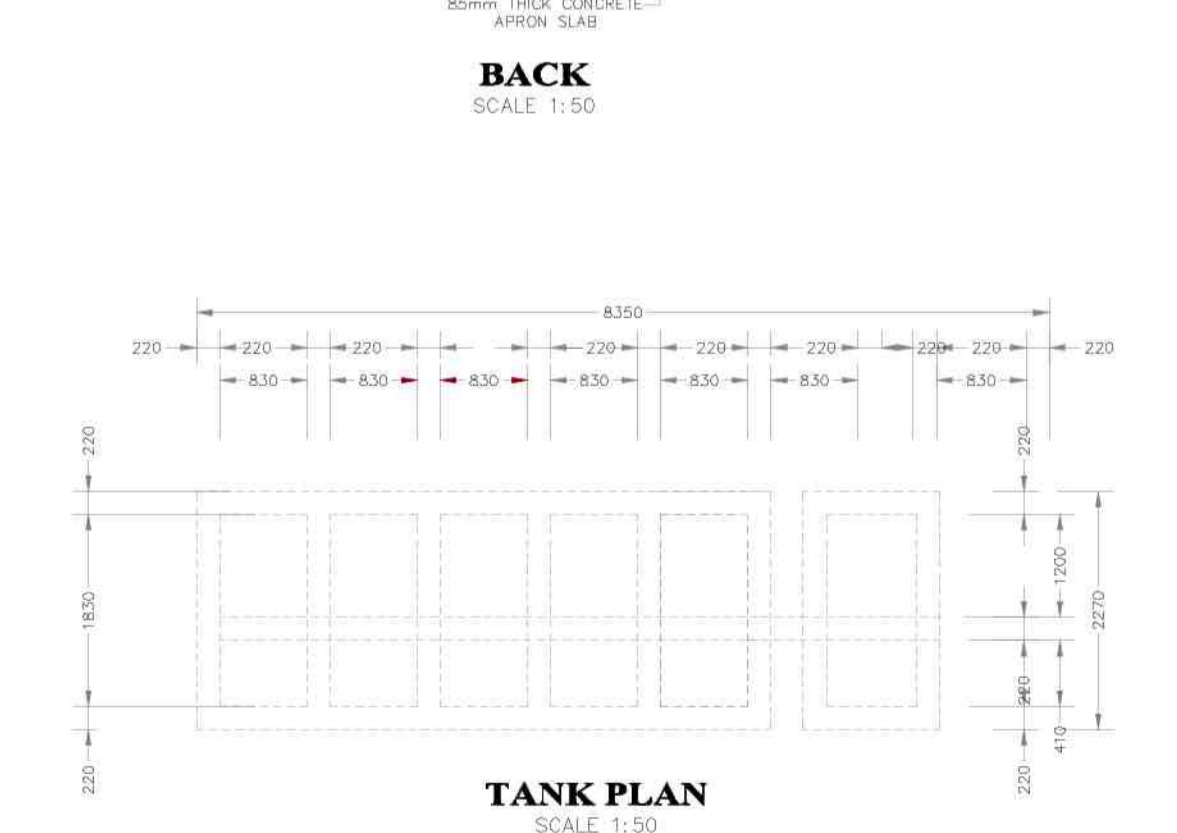 85mm THICK CONCRETE
APRON SLAB
BACK
SCALE 1:50
8350
220 220 220 220 220 220 220 220 220
830 830 830 830 830 830 830
220 220
1200
1830 2270
220
410
220 220
TANK PLAN
SCALE 1:50